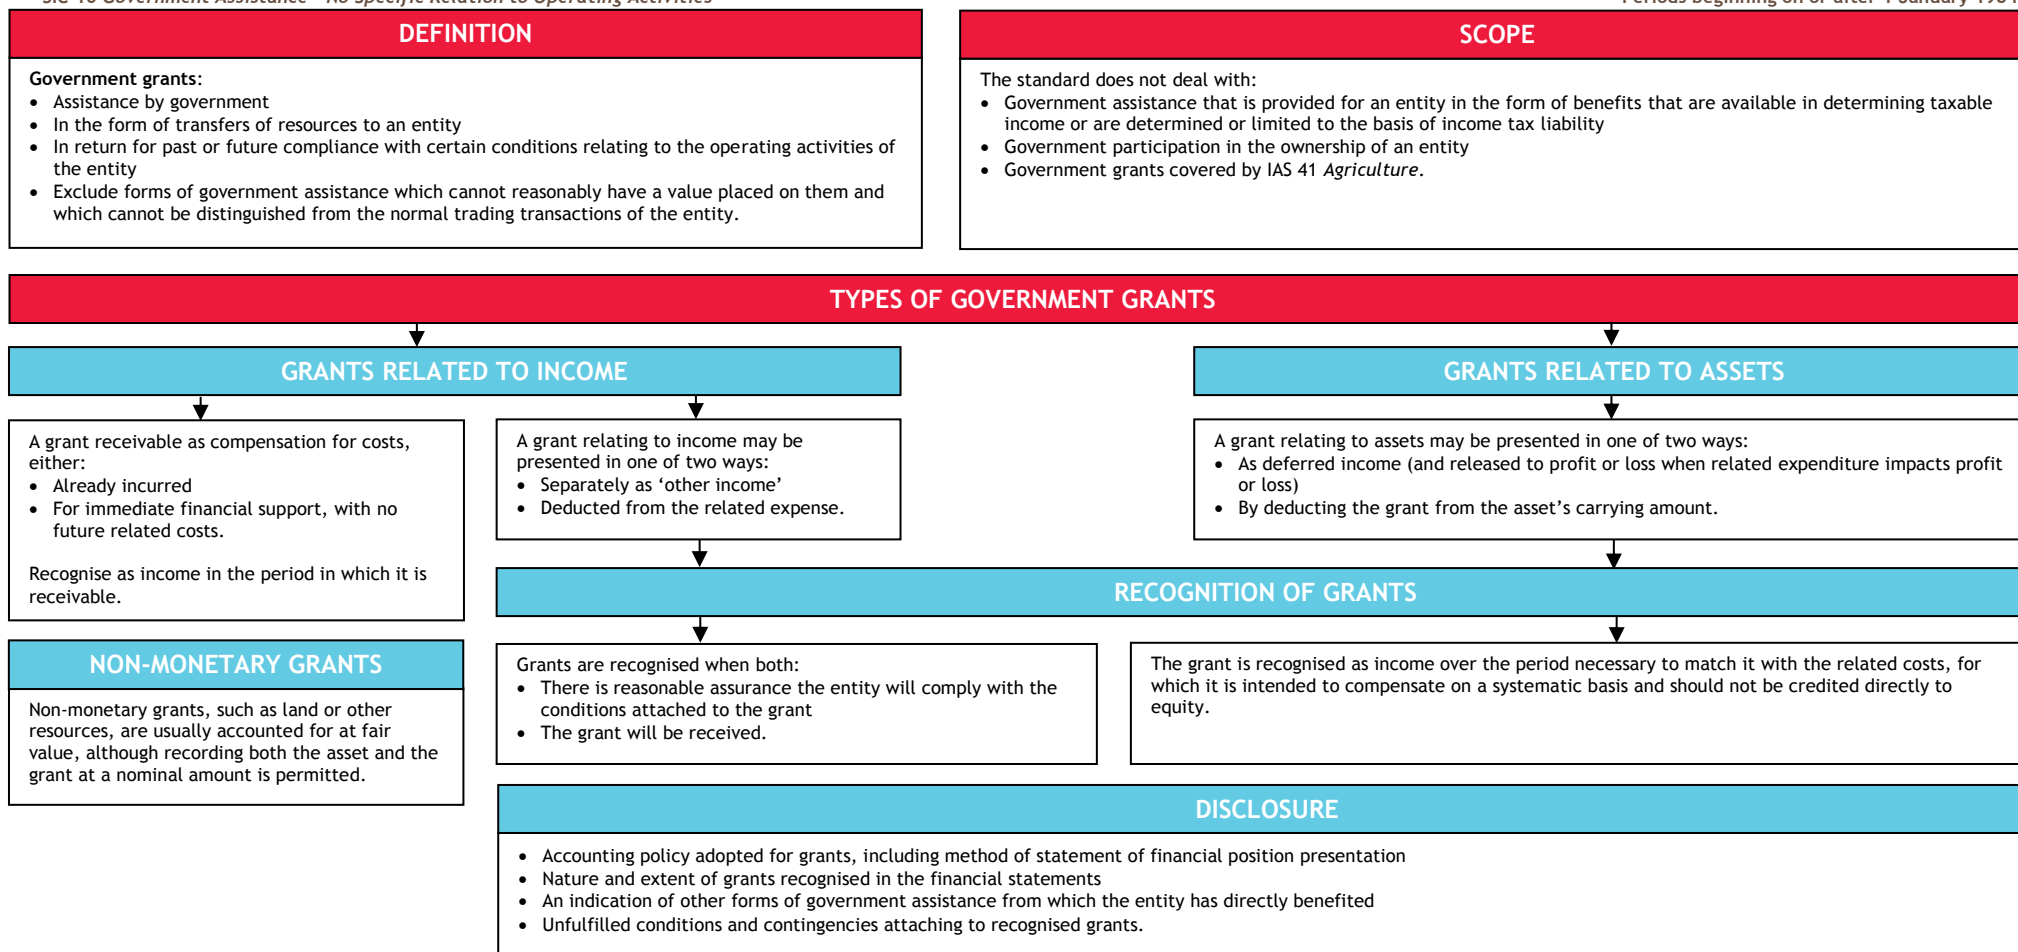 SIC-10 Government Assistance - No Specific Relation to Operating Activities
Periods beginning on or after 1 January 1984
DEFINITION
Government grants:
• Assistance by government
• In the form of transfers of resources to an entity
• In return for past or future compliance with certain conditions relating to the operating activities of
the entity
• Exclude forms of government assistance which cannot reasonably have a value placed on them and
which cannot be distinguished from the normal trading transactions of the entity.
SCOPE
The standard does not deal with:
• Government assistance that is provided for an entity in the form of benefits that are available in determining taxable
income or are determined or limited to the basis of income tax liability
• Government participation in the ownership of an entity
• Government grants covered by IAS 41 Agriculture.
TYPES OF GOVERNMENT GRANTS
GRANTS RELATED TO INCOME
A grant receivable as compensation for costs,
either:
• Already incurred
• For immediate financial support, with no
future related costs.
Recognise as income in the period in which it is
receivable.
A grant relating to income may be
presented in one of two ways:
• Separately as ‘other income’
• Deducted from the related expense.
GRANTS RELATED TO ASSETS
A grant relating to assets may be presented in one of two ways:
• As deferred income (and released to profit or loss when related expenditure impacts profit
or loss)
• By deducting the grant from the asset’s carrying amount.
NON-MONETARY GRANTS
Non-monetary grants, such as land or other
resources, are usually accounted for at fair
value, although recording both the asset and the
grant at a nominal amount is permitted.
RECOGNITION OF GRANTS
Grants are recognised when both:
• There is reasonable assurance the entity will comply with the
conditions attached to the grant
• The grant will be received.
The grant is recognised as income over the period necessary to match it with the related costs, for
which it is intended to compensate on a systematic basis and should not be credited directly to
equity.
DISCLOSURE
• Accounting policy adopted for grants, including method of statement of financial position presentation
• Nature and extent of grants recognised in the financial statements
• An indication of other forms of government assistance from which the entity has directly benefited
• Unfulfilled conditions and contingencies attaching to recognised grants.